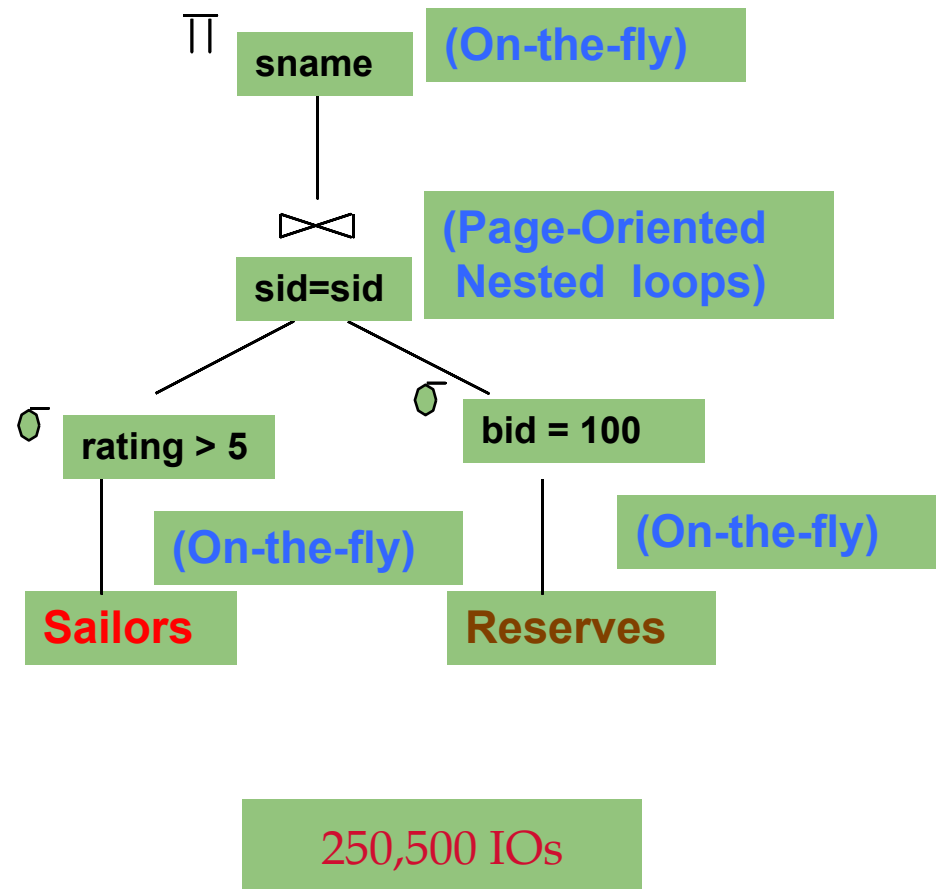 ∏ sname (On-the-fly)
⋈
sid=sid
(Page-Oriented
Nested loops)
σ rating > 5
σ bid = 100
(On-the-fly)
(On-the-fly)
Sailors
Reserves
250,500 IOs